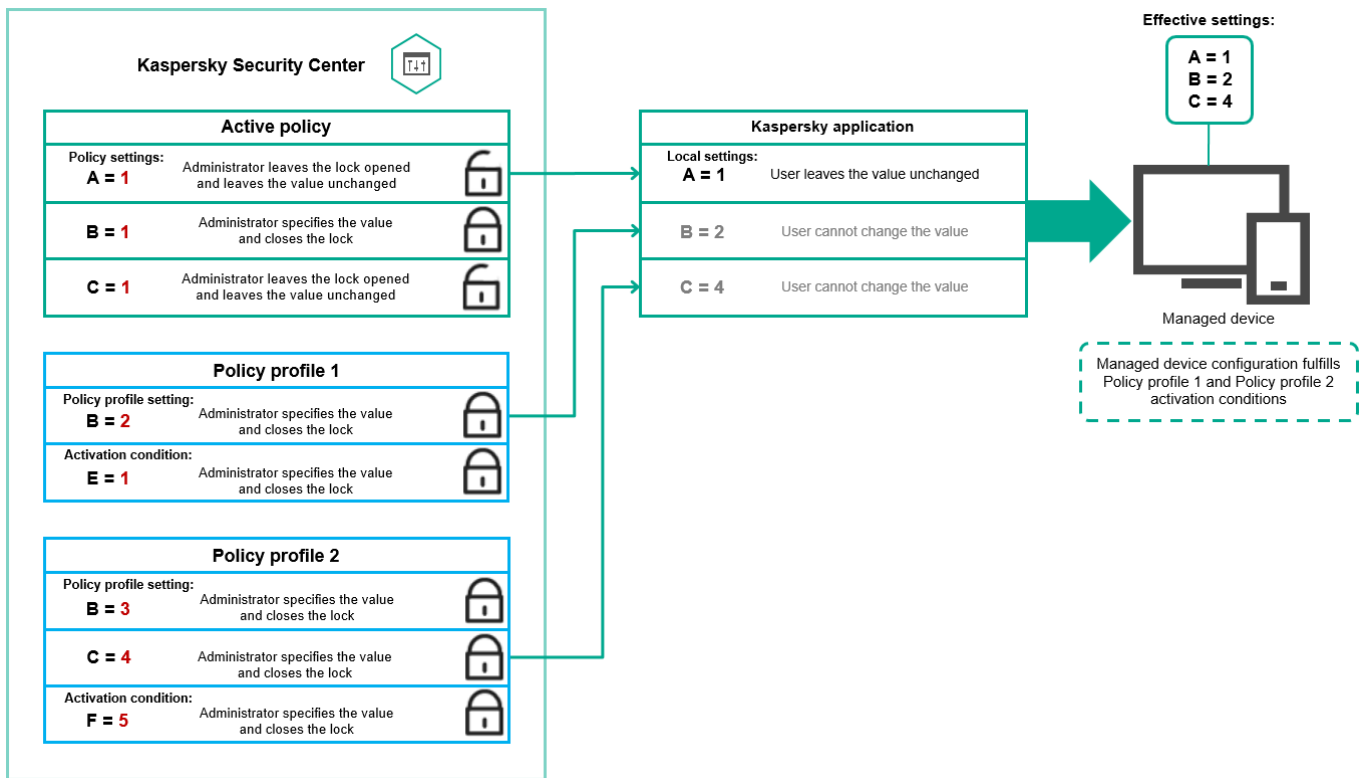 Kaspersky Security Center
Active policy
Policy settings:
A = 1
Administrator leaves the lock opened
and leaves the value unchanged
B = 1
Administrator specifies the value
and closes the lock
C = 1
Administrator leaves the lock opened
and leaves the value unchanged
Policy profile 1
Policy profile setting:
B = 2
Administrator specifies the value
and closes the lock
Activation condition:
E = 1
Administrator specifies the value
and closes the lock
Policy profile 2
Policy profile setting:
B = 3
Administrator specifies the value
and closes the lock
C = 4
Administrator specifies the value
and closes the lock
Activation condition:
F = 5
Administrator specifies the value
and closes the lock
Kaspersky application
Local settings:
A = 1
User leaves the value unchanged
B = 2
User cannot change the value
C = 4
User cannot change the value
Effective settings:
A = 1
B = 2
C = 4
Managed device
Managed device configuration fulfills
Policy profile 1 and Policy profile 2
activation conditions